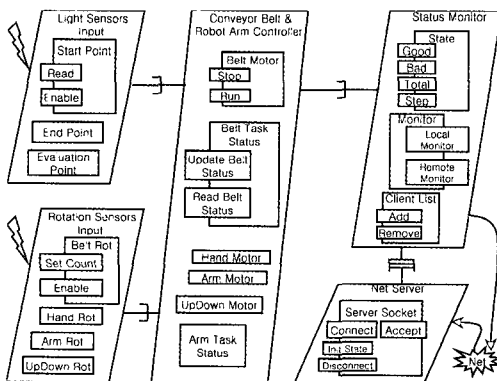 Light Sensors
Input
Start Point
Read
Enable
End Point
Evaluation
Point
Rotation Sensors
Input
Belt Rot
Set Count
Enable
Hand Rot
Arm Rot
UpDown Rot
Conveyor Belt &
Robot Arm Controller
Belt Motor
Stop
Run
Belt Task
Status
Update Belt
Status
Read Belt
Status
Hand Motor
Arm Motor
UpDown Motor
Arm Task
Status
Status Monitor
State
Good
Bad
Total
Step
Monitor
Local
Monitor
Remote
Monitor
Client List
Add
Remove
Net Server
Server Socket
Connect
Accept
Init State
Disconnect
Net